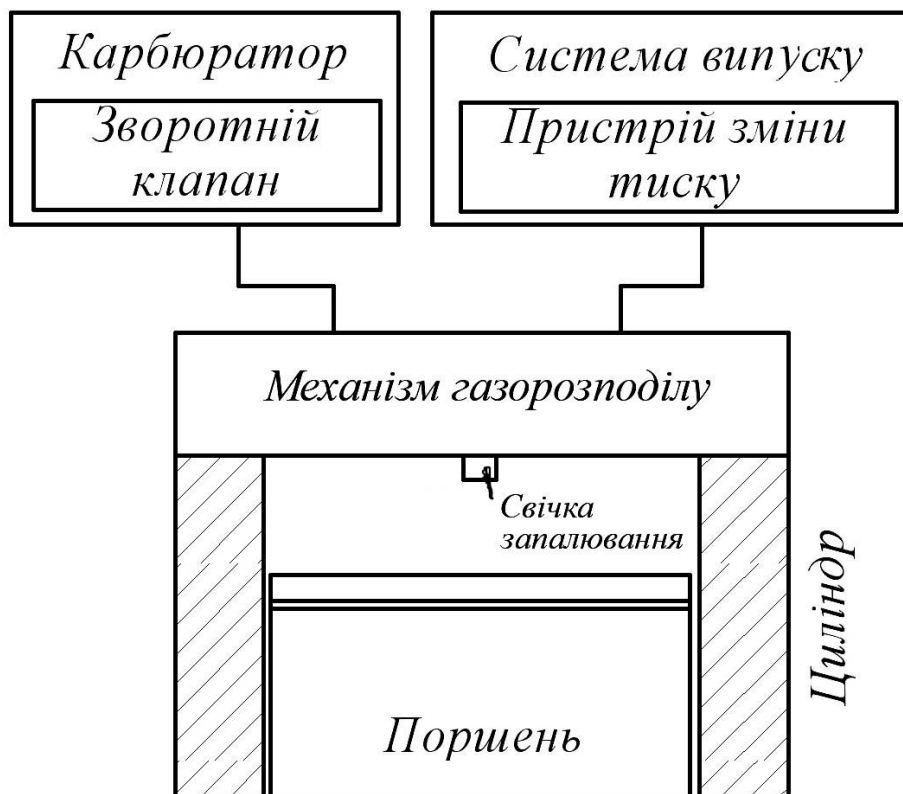 Карбюратор
Зворотній
клапан
Система випуску
Пристрій зміни
тиску
Механізм газорозподілу
Свічка
запалювання
Циліндр
Поршень